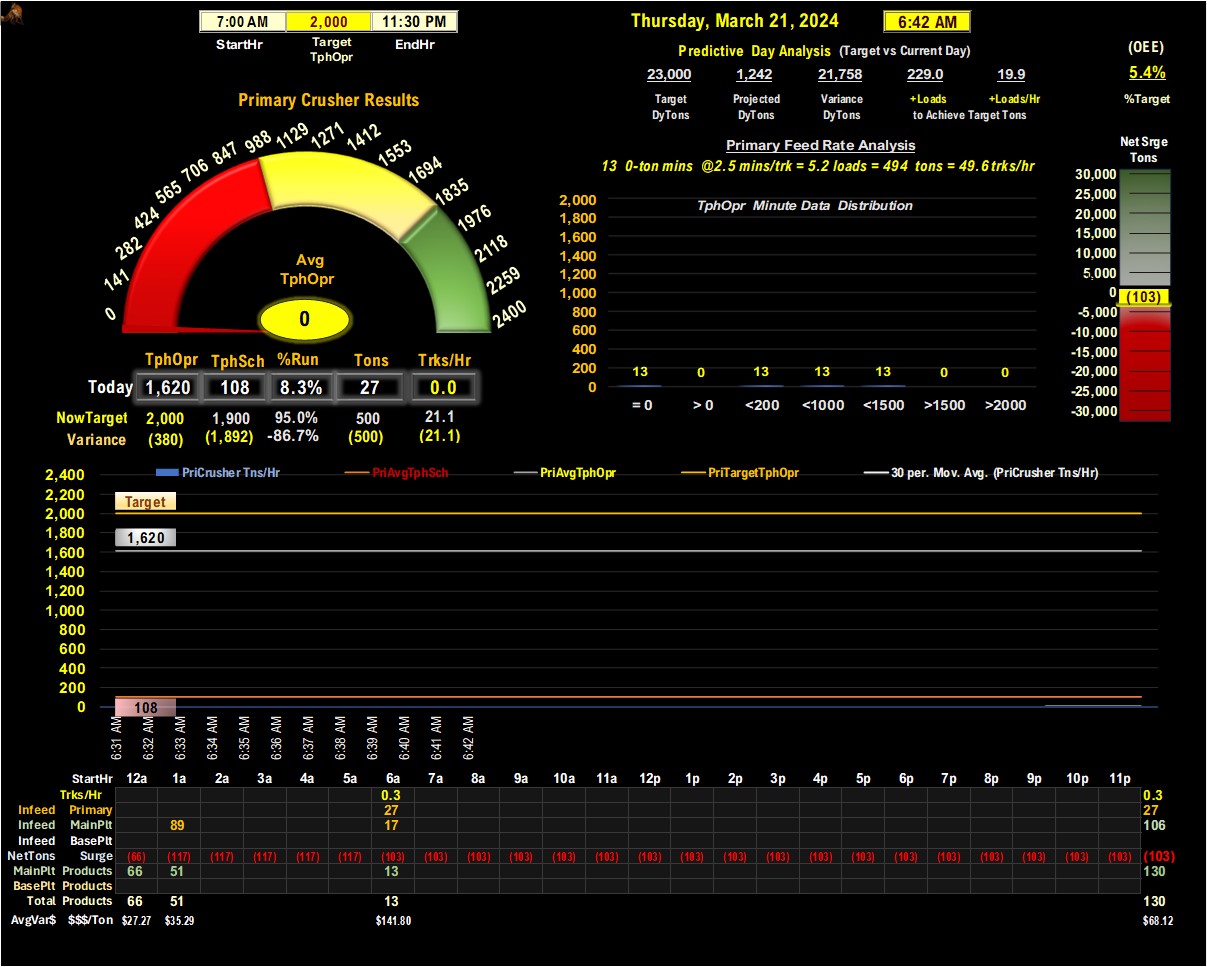 7:00 AM 2,000 11:30 PM
StartHr Target TphOpr EndHr
Thursday, March 21, 2024 6:42 AM
Predictive Day Analysis (Target vs Current Day)
23,000 1,242 21,758 229.0 19.9
Target DyTons Projected DyTons Variance DyTons +Loads +Loads/Hr
to Achieve Target Tons
(OEE)
5.4%
%Target
Primary Crusher Results
0 141 282 424 565 706 847 988 1129 1271 1412 1553 1694 1835 1976 2118 2259 2400
Avg
TphOpr
0
TphOpr TphSch %Run Tons Trks/Hr
Today 1,620 108 8.3% 27 0.0
NowTarget 2,000 1,900 95.0% 500 21.1
Variance (380) (1,892) -86.7% (500) (21.1)
Primary Feed Rate Analysis
13 0-ton mins @2.5 mins/trk = 5.2 loads = 494 tons = 49.6trks/hr
TphOpr Minute Data Distribution
2,000
1,800
1,600
1,400
1,200
1,000
800
600
400
200
0
13 0 13 13 13 0 0
= 0 > 0 <200 <1000 <1500 >1500 >2000
Net Srge
Tons
30,000
25,000
20,000
15,000
10,000
5,000
0
(103)
-5,000
-10,000
-15,000
-20,000
-25,000
-30,000
PriCrusher Tns/Hr PriAvgTphSch PriAvgTphOpr PriTargetTphOpr 30 per. Mov. Avg. (PriCrusher Tns/Hr)
2,400
2,200
2,000
1,800
1,600
1,400
1,200
1,000
800
600
400
200
0
Target
1,620
108
6:31 AM 6:32 AM 6:33 AM 6:34 AM 6:35 AM 6:36 AM 6:37 AM 6:38 AM 6:39 AM 6:40 AM 6:41 AM 6:42 AM
StartHr 12a 1a 2a 3a 4a 5a 6a 7a 8a 9a 10a 11a 12p 1p 2p 3p 4p 5p 6p 7p 8p 9p 10p 11p
Trks/Hr 0.3 0.3
Infeed Primary 27 27
Infeed MainPlt 89 17 106
Infeed BasePlt
NetTons Surge (66) (117) (117) (117) (117) (117) (103) (103) (103) (103) (103) (103) (103) (103) (103) (103) (103) (103) (103) (103) (103) (103) (103) (103) (103)
MainPlt Products 66 51 13 130
BasePlt Products
Total Products 66 51 13 130
AvgVar$ $$$/Ton $27.27 $35.29 $141.80 $68.12